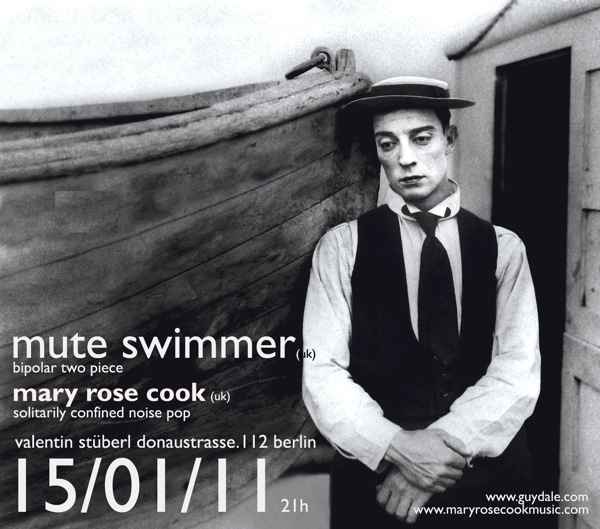 mute swimmer (uk)
bipolar two piece
mary rose cook (uk)
solitarily confined noise pop
valentin stüberl donaustrasse.112 berlin
15/01/11 21h
www.guydale.com
www.maryrosecookmusic.com